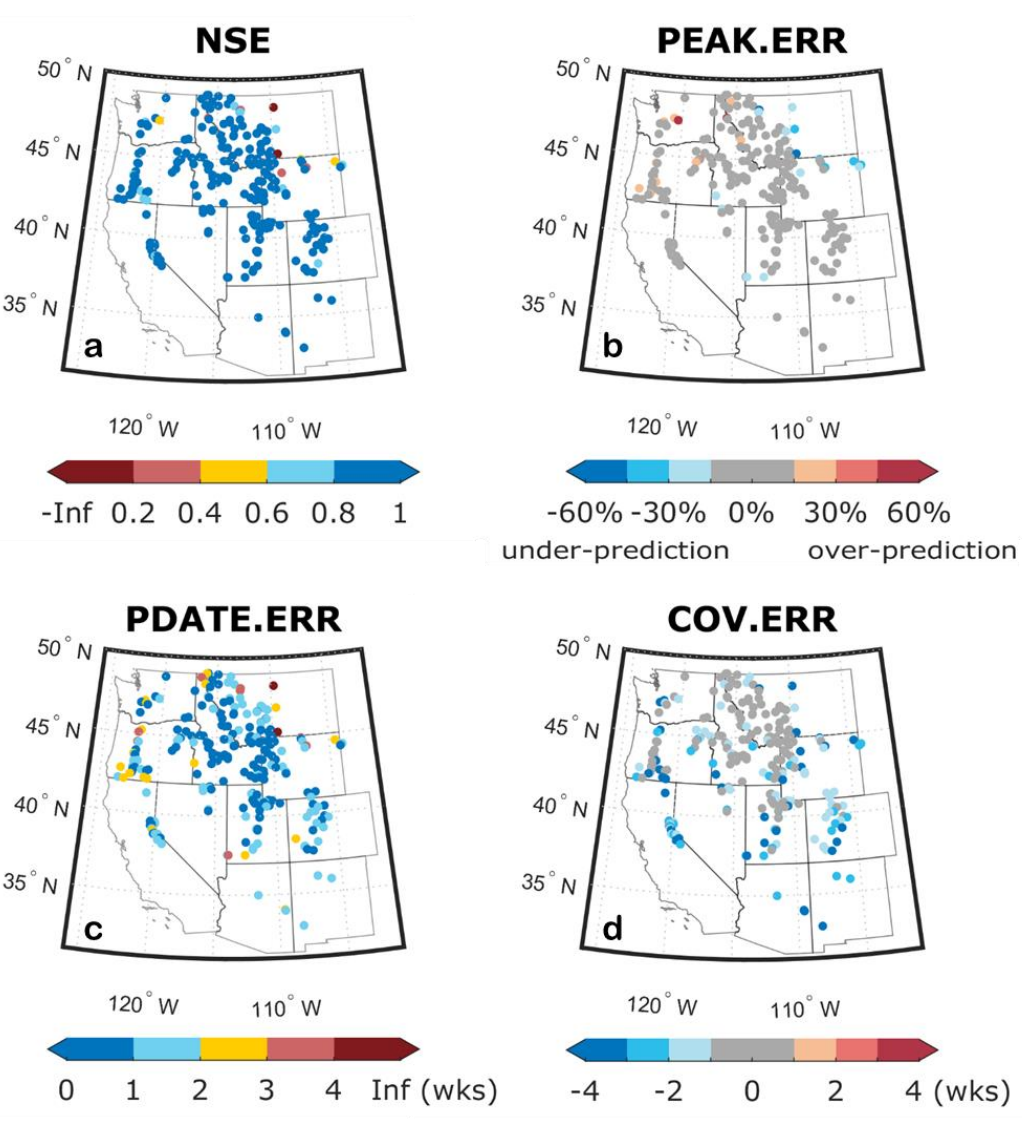 NSE
50° N
45° N
40° N
35° N
a
120° W 110° W
-Inf 0.2 0.4 0.6 0.8 1
PEAK.ERR
50° N
45° N
40° N
35° N
b
120° W 110° W
-60% -30% 0% 30% 60%
under-prediction over-prediction
PDATE.ERR
50° N
45° N
40° N
35° N
c
120° W 110° W
0 1 2 3 4 Inf (wks)
COV.ERR
50° N
45° N
40° N
35° N
d
120° W 110° W
-4 -2 0 2 4 (wks)